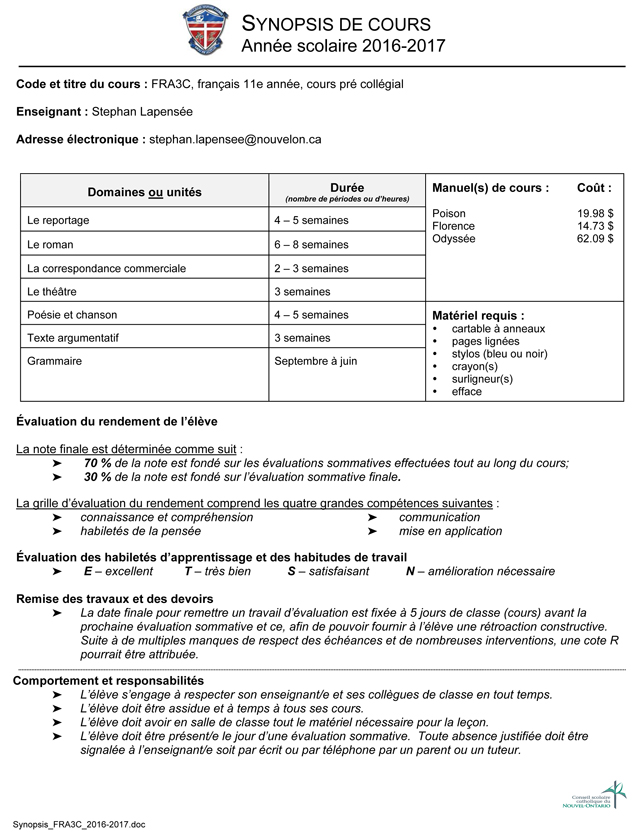 SYNOPSIS DE COURS
Année scolaire 2016-2017
Code et titre du cours : FRA3C, français 11e année, cours pré collégial
Enseignant : Stephan Lapensée
Adresse électronique : stephan.lapensee@nouvelon.ca
Domaines ou unités
Durée
(nombre de périodes ou d'heures)
Le reportage
4 – 5 semaines
Le roman
6 – 8 semaines
La correspondance commerciale
2 – 3 semaines
Le théâtre
3 semaines
Poésie et chanson
4 – 5 semaines
Texte argumentatif
3 semaines
Grammaire
Septembre à juin
Manuel(s) de cours : Coût :
Poison 19.98 $
Florence 14.73 $
Odyssée 62.09 $
Matériel requis :
• cartable à anneaux
• pages lignées
• stylos (bleu ou noir)
• crayon(s)
• surligneur(s)
• efface
Évaluation du rendement de l'élève
La note finale est déterminée comme suit :
➤ 70 % de la note est fondé sur les évaluations sommatives effectuées tout au long du cours;
➤ 30 % de la note est fondé sur l'évaluation sommative finale.
La grille d'évaluation du rendement comprend les quatre grandes compétences suivantes :
➤ connaissance et compréhension ➤ communication
➤ habiletés de la pensée ➤ mise en application
Évaluation des habiletés d'apprentissage et des habitudes de travail
➤ E – excellent T – très bien S – satisfaisant N – amélioration nécessaire
Remise des travaux et des devoirs
➤ La date finale pour remettre un travail d'évaluation est fixée à 5 jours de classe (cours) avant la
prochaine évaluation sommative et ce, afin de pouvoir fournir à l'élève une rétroaction constructive.
Suite à de multiples manques de respect des échéances et de nombreuses interventions, une cote R
pourrait être attribuée.
Comportement et responsabilités
➤ L'élève s'engage à respecter son enseignant/e et ses collègues de classe en tout temps.
➤ L'élève doit être assidue et à temps à tous ses cours.
➤ L'élève doit avoir en salle de classe tout le matériel nécessaire pour la leçon.
➤ L'élève doit être présent/e le jour d'une évaluation sommative. Toute absence justifiée doit être
signalée à l'enseignant/e soit par écrit ou par téléphone par un parent ou un tuteur.
Conseil scolaire
catholique du
NOUVEL-ONTARIO
Synopsis_FRA3C_2016-2017.doc